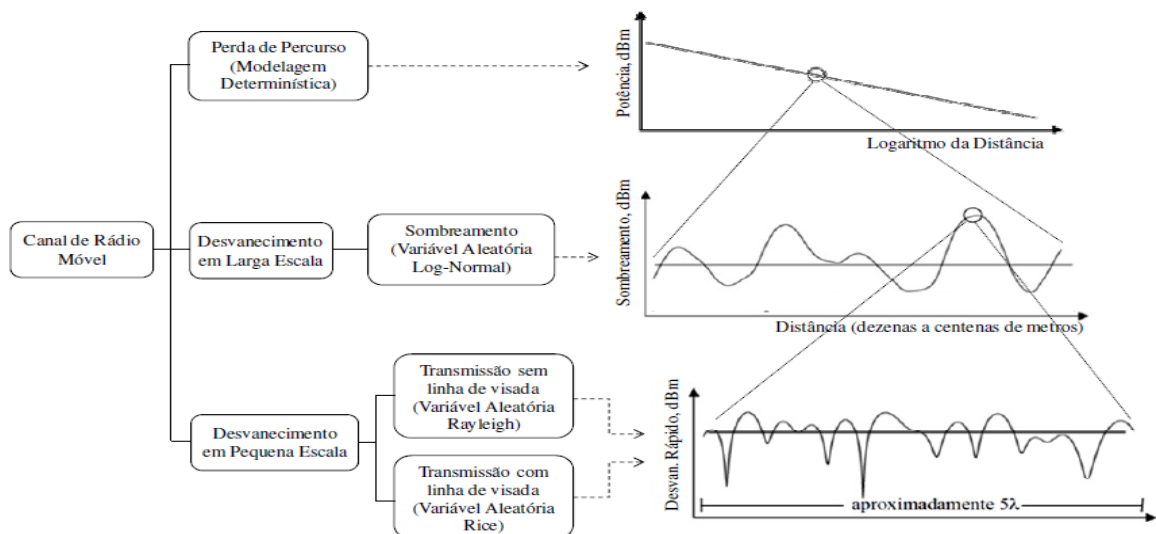 Perda de Percurso
(Modelagem
Determinística)
Potência, dBm
Logaritmo da Distância
Canal de Rádio
Móvel
Desvanecimento
em Larga Escala
Sombreamento
(Variável Aleatória
Log-Normal)
Sombreamento, dBm
Distância (dezenas a centenas de metros)
Desvanecimento
em Pequena Escala
Transmissão sem
linha de visada
(Variável Aleatória
Rayleigh)
Transmissão com
linha de visada
(Variável Aleatória
Rice)
Desvan. Rápido, dBm
aproximadamente 5λ